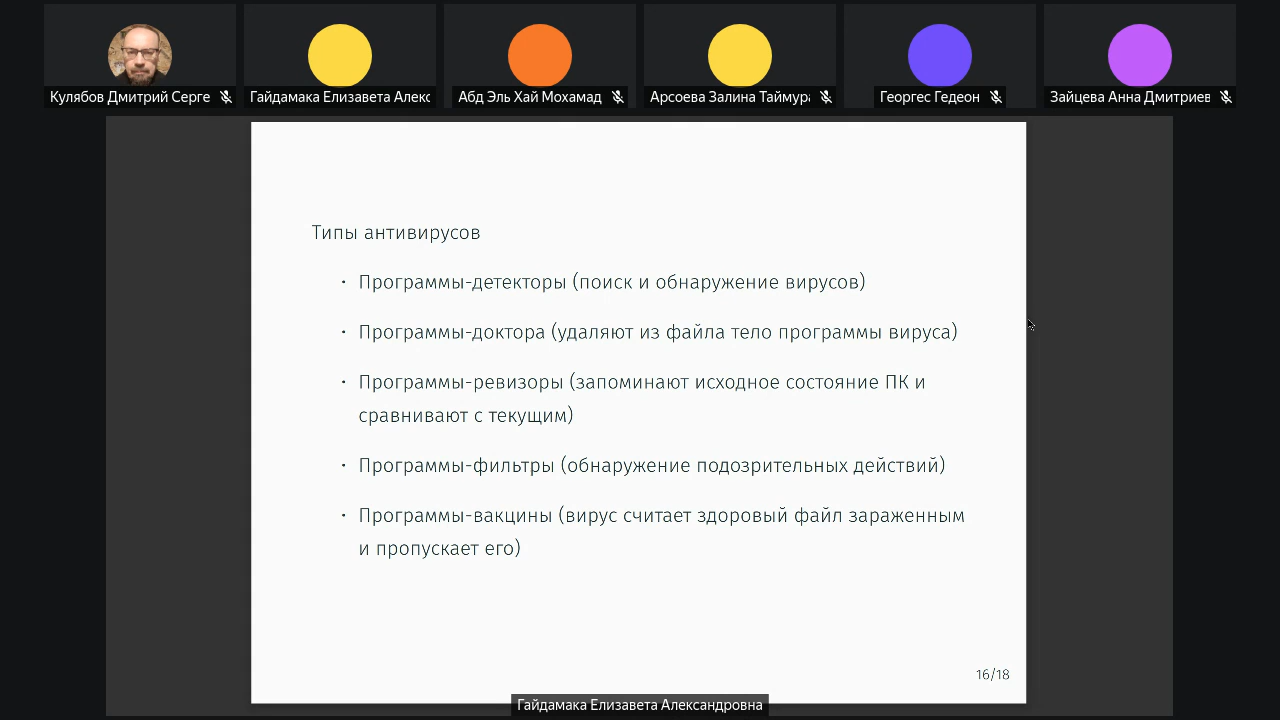 Кулябов Дмитрий Серге
Гайдамака Елизавета Алекс
Абд Эль Хай Мохамад
Арсоева Залина Таймура
Георгес Гедеон
Зайцева Анна Дмитриев
Типы антивирусов
· Программы-детекторы (поиск и обнаружение вирусов)
· Программы-доктора (удаляют из файла тело программы вируса)
· Программы-ревизоры (запоминают исходное состояние ПК и
сравнивают с текущим)
· Программы-фильтры (обнаружение подозрительных действий)
· Программы-вакцины (вирус считает здоровый файл зараженным
и пропускает его)
16/18
Гайдамака Елизавета Александровна